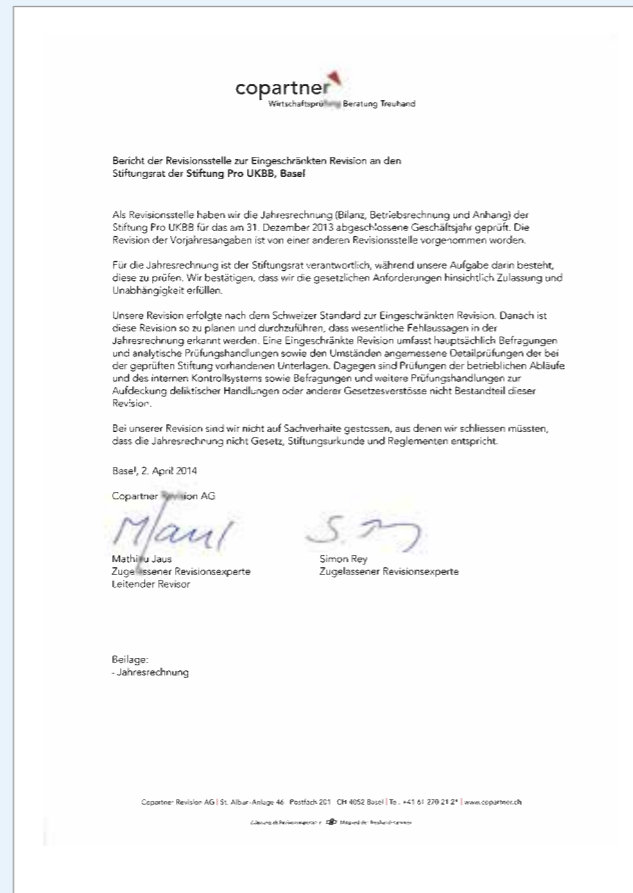 copartner
Wirtschaftsprüfung Beratung Treuhand
Bericht der Revisionsstelle zur Eingeschränkten Revision an den
Stiftungsrat der Stiftung Pro UKBB, Basel
Als Revisionsstelle haben wir die Jahresrechnung (Bilanz, Betriebsrechnung und Anhang) der
Stiftung Pro UKBB für das am 31. Dezember 2013 abgeschlossene Geschäftsjahr geprüft. Die
Revision der Vorjahresangaben ist von einer anderen Revisionsstelle vorgenommen worden.
Für die Jahresrechnung ist der Stiftungsrat verantwortlich, während unsere Aufgabe darin besteht,
diese zu prüfen. Wir bestätigen, dass wir die gesetzlichen Anforderungen hinsichtlich Zulassung und
Unabhängigkeit erfüllen.
Unsere Revision erfolgte nach dem Schweizer Standard zur Eingeschränkten Revision. Danach ist
diese Revision so zu planen und durchzuführen, dass wesentliche Fehlaussagen in der
Jahresrechnung erkannt werden. Eine Eingeschränkte Revision umfasst hauptsächlich Befragungen
und analytische Prüfungshandlungen sowie den Umständen angemessene Detailprüfungen der bei
der geprüften Stiftung vorhandenen Unterlagen. Dagegen sind Prüfungen der betrieblichen Abläufe
und des internen Kontrollsystems sowie Befragungen und weitere Prüfungshandlungen zur
Aufdeckung deliktischer Handlungen oder anderer Gesetzesverstösse nicht Bestandteil dieser
Revision.
Bei unserer Revision sind wir nicht auf Sachverhalte gestossen, aus denen wir schliessen müssten,
dass die Jahresrechnung nicht Gesetz, Stiftungsurkunde und Reglementen entspricht.
Basel, 2. April 2014
Copartner Revision AG
Mathieu Jaus Simon Rey
Zugelassener Revisionsexperte Zugelassener Revisionsexperte
Leitender Revisor
Beilage:
- Jahresrechnung
Copartner Revision AG | St. Alban-Anlage 46 Postfach 201 CH 4052 Basel | Tel. +41 61 270 21 21 | www.copartner.ch
Mitglied der